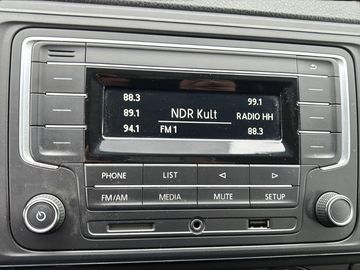 88.3 99.1
89.1 NDR Kult RADIO HH
94.1 FM 1 88.3
PHONE LIST
FM/AM MEDIA MUTE SETUP